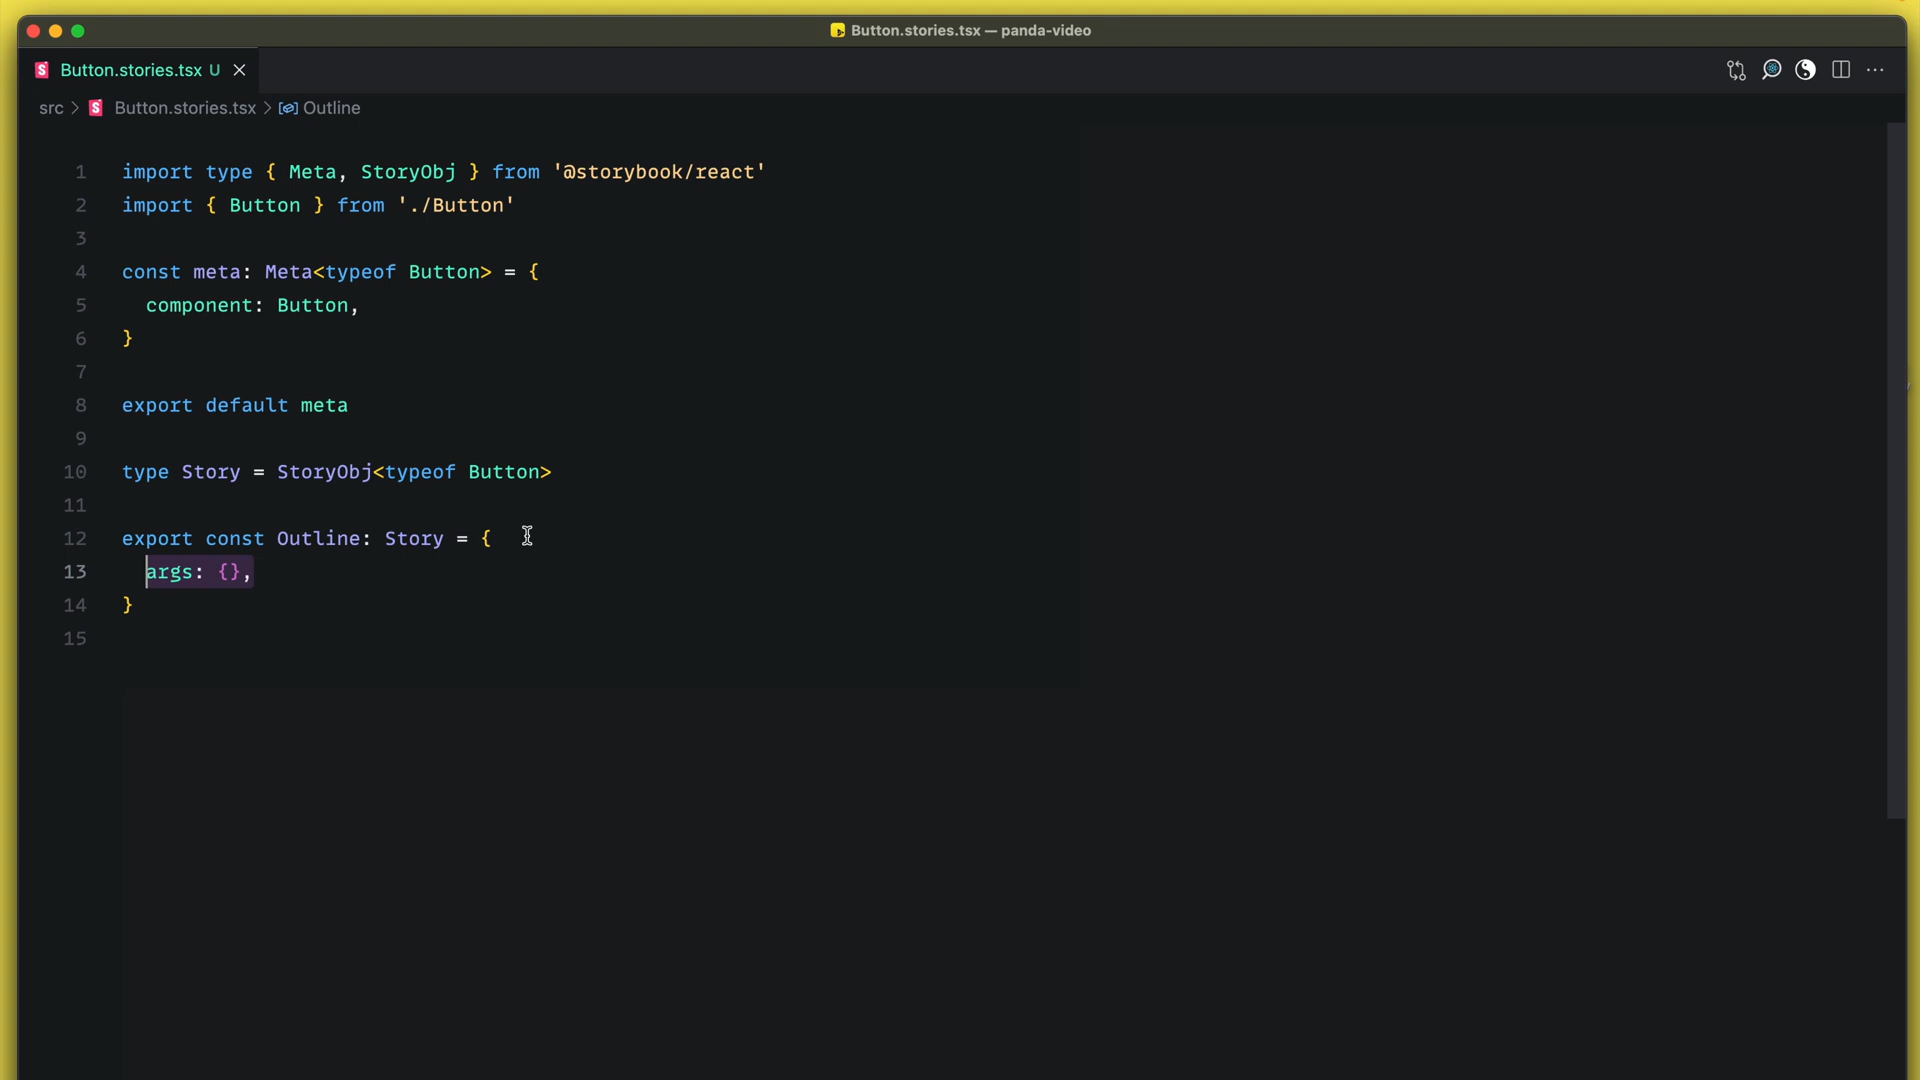 Button.stories.tsx — panda-video
Button.stories.tsx U
src > Button.stories.tsx > Outline
1 import type { Meta, StoryObj } from '@storybook/react'
2 import { Button } from './Button'
3
4 const meta: Meta<typeof Button> = {
5   component: Button,
6 }
7
8 export default meta
9
10 type Story = StoryObj<typeof Button>
11
12 export const Outline: Story = {
13   args: {},
14 }
15